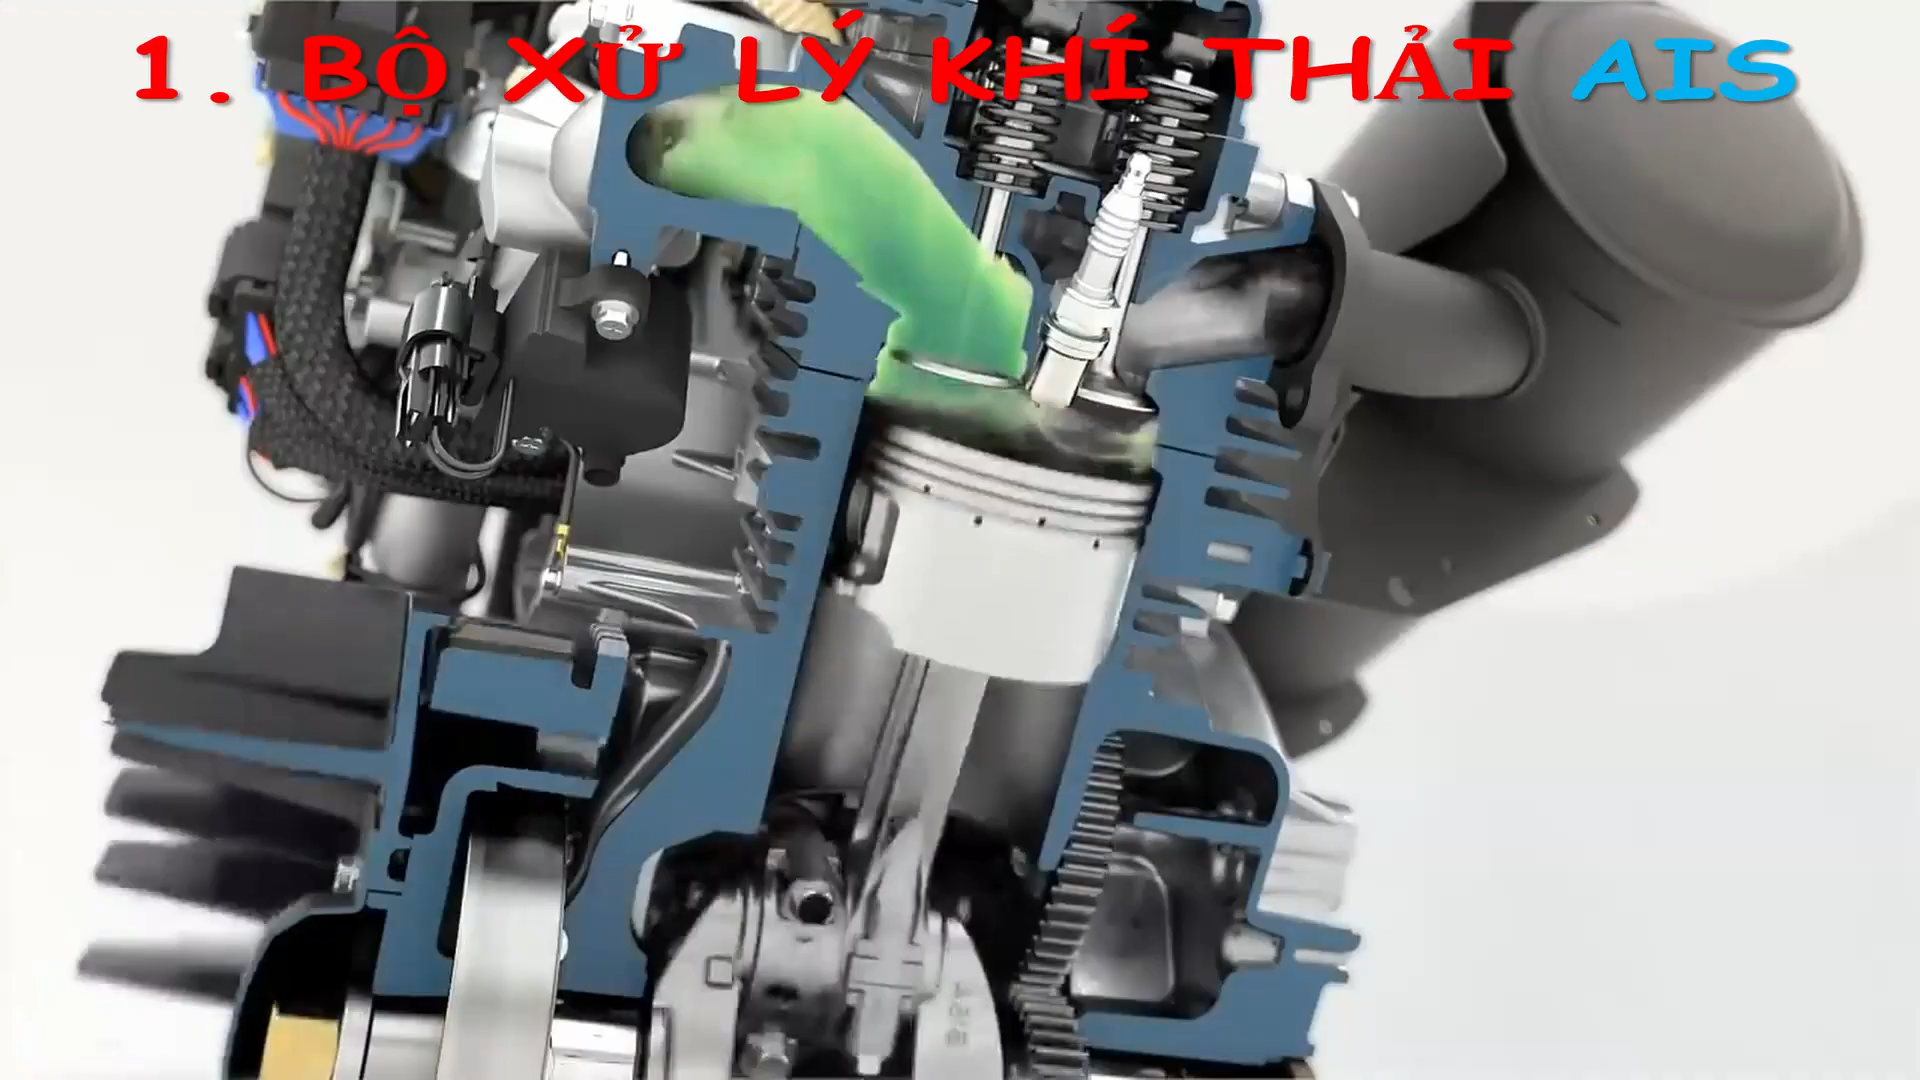 1. BỘ XỬ LÝ KHÍ THẢI AIS